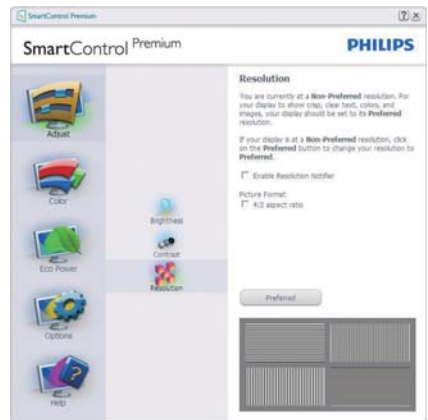 SmartControl Premium
SmartControl Premium
PHILIPS
Adjust
Color
Eco Power
Options
Help
Brightness
Contrast
Resolution
Resolution
You are currently at a Non-Preferred resolution. For
your display to show crisp, clear text, colors, and
images, your display should be set to its Preferred
resolution.
If your display is at a Non-Preferred resolution, click
on the Preferred button to change your resolution to
Preferred.
Enable Resolution Notifier
Picture Format
4:3 aspect ratio
Preferred